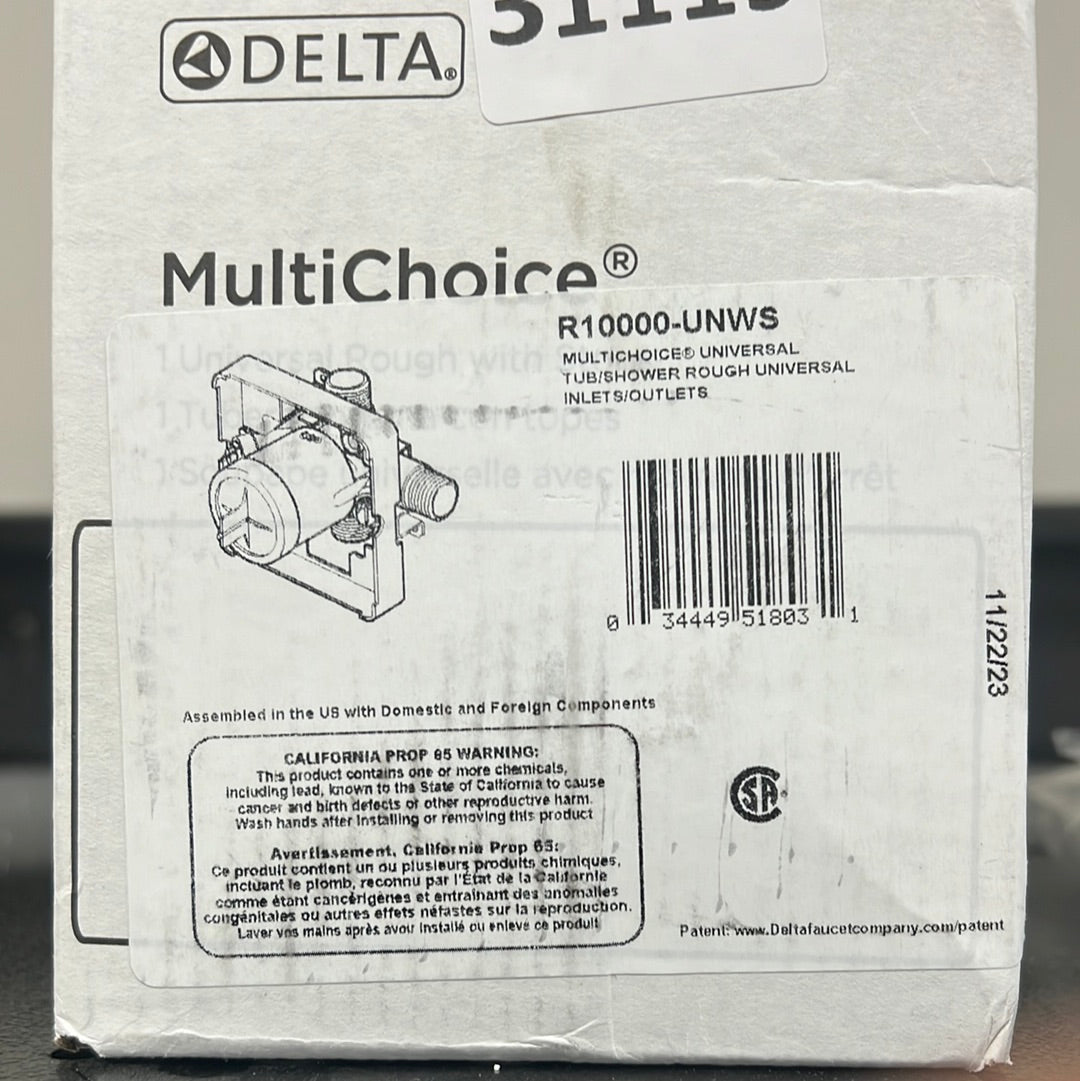 DELTA®
MultiChoice®
R10000-UNWS
MULTICHOICE® UNIVERSAL
TUB/SHOWER ROUGH UNIVERSAL
INLETS/OUTLETS
1 Universal Rough with
0 34449 51803 1
11/22/23
Assembled in the US with Domestic and Foreign Components
CALIFORNIA PROP 65 WARNING:
This product contains one or more chemicals,
including lead, known to the State of California to cause
cancer and birth defects or other reproductive harm.
Wash hands after installing or removing this product
Avertissement, California Prop 65:
Ce produit contient un ou plusieurs produits chimiques,
incluant le plomb, reconnu par l'État de la Californie
comme étant cancérigènes et entraînant des anomalies
congénitales ou autres effets néfastes sur la reproduction.
Laver vos mains après avoir installé ou enlevé ce produit
Patent: www.Deltafaucetcompany.com/patent